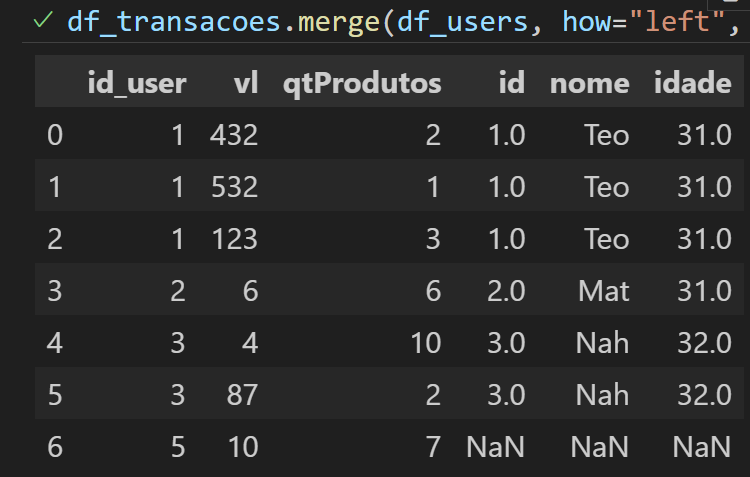 df_transacoes.merge(df_users, how="left",
id_user vl qtProdutos id nome idade
0 1 432 2 1.0 Teo 31.0
1 1 532 1 1.0 Teo 31.0
2 1 123 3 1.0 Teo 31.0
3 2 6 6 2.0 Mat 31.0
4 3 4 10 3.0 Nah 32.0
5 3 87 2 3.0 Nah 32.0
6 5 10 7 NaN NaN NaN